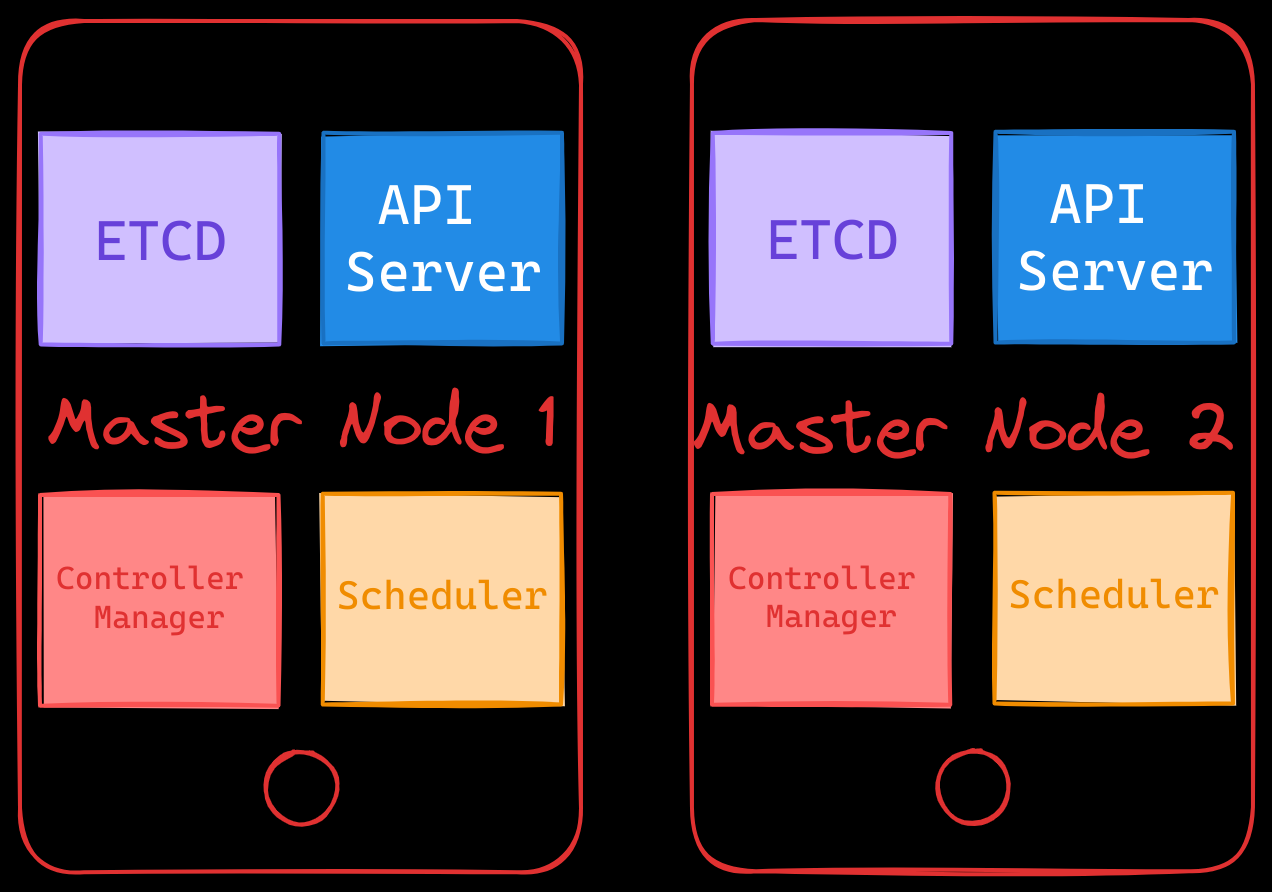 ETCD
API
Server
Master Node 1
Controller
Manager
Scheduler
ETCD
API
Server
Master Node 2
Controller
Manager
Scheduler